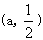 (a, 1/2)